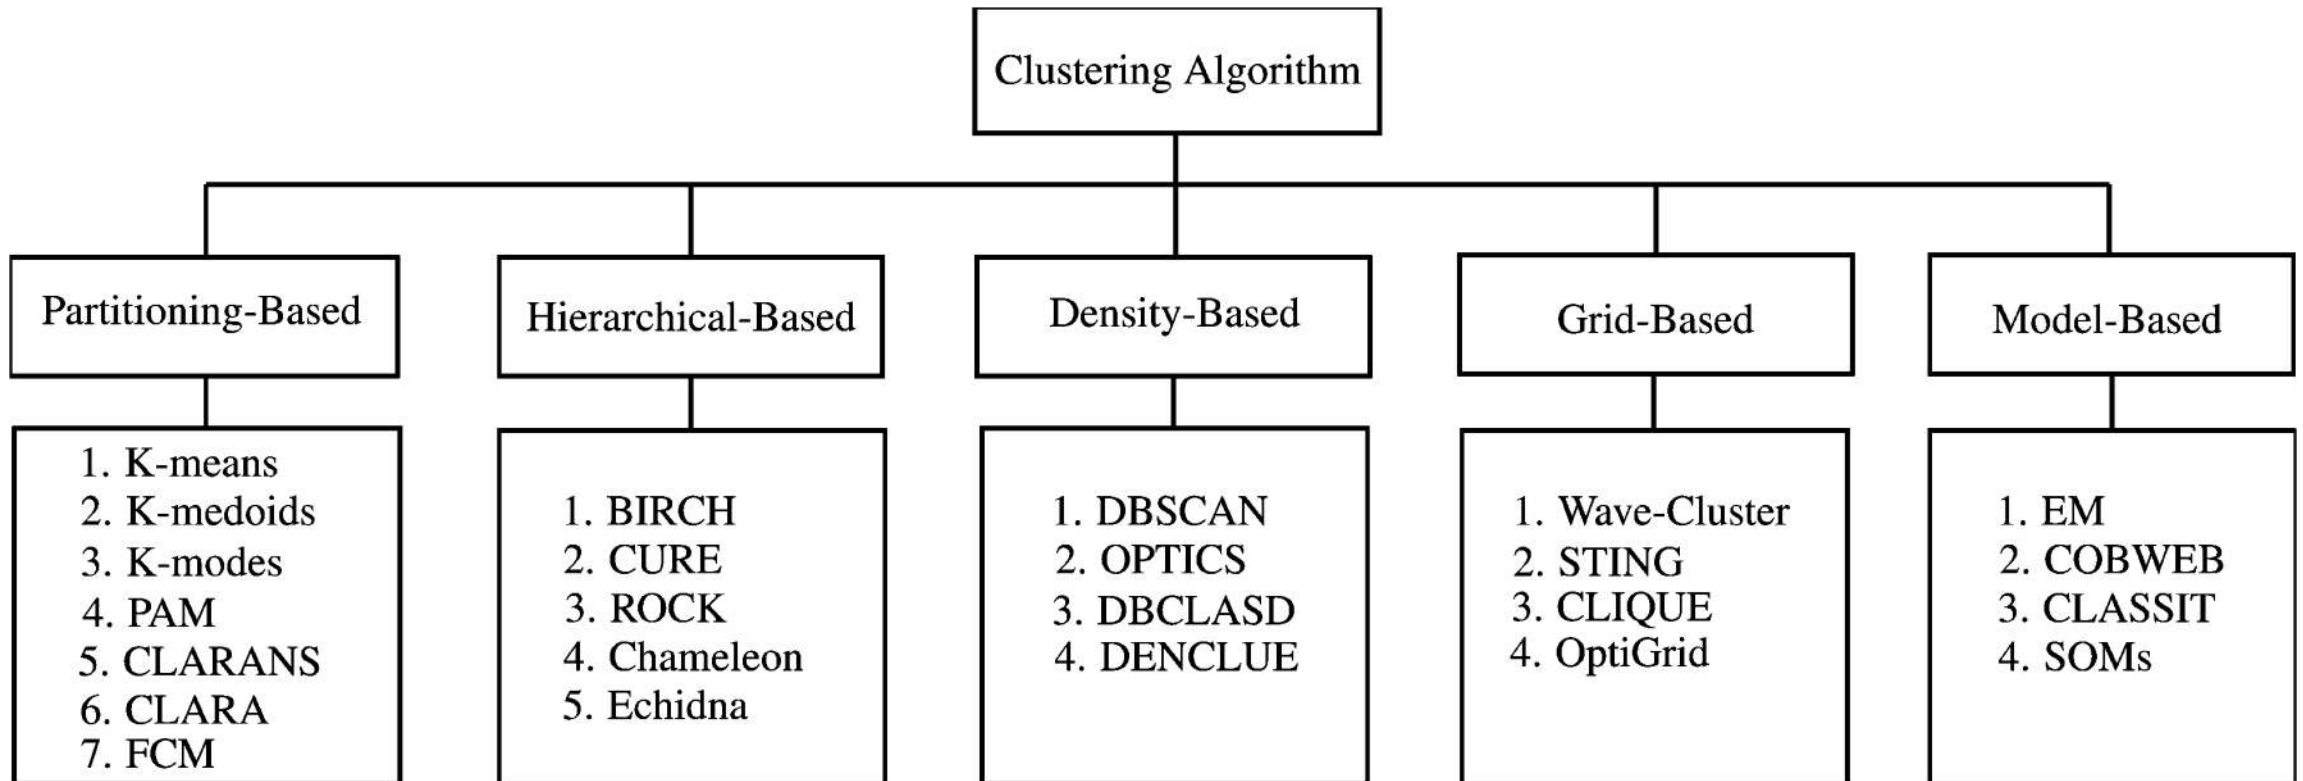 Clustering Algorithm
Partitioning-Based
Hierarchical-Based
Density-Based
Grid-Based
Model-Based
1. K-means
2. K-medoids
3. K-modes
4. PAM
5. CLARANS
6. CLARA
7. FCM
1. BIRCH
2. CURE
3. ROCK
4. Chameleon
5. Echidna
1. DBSCAN
2. OPTICS
3. DBCLASD
4. DENCLUE
1. Wave-Cluster
2. STING
3. CLIQUE
4. OptiGrid
1. EM
2. COBWEB
3. CLASSIT
4. SOMs